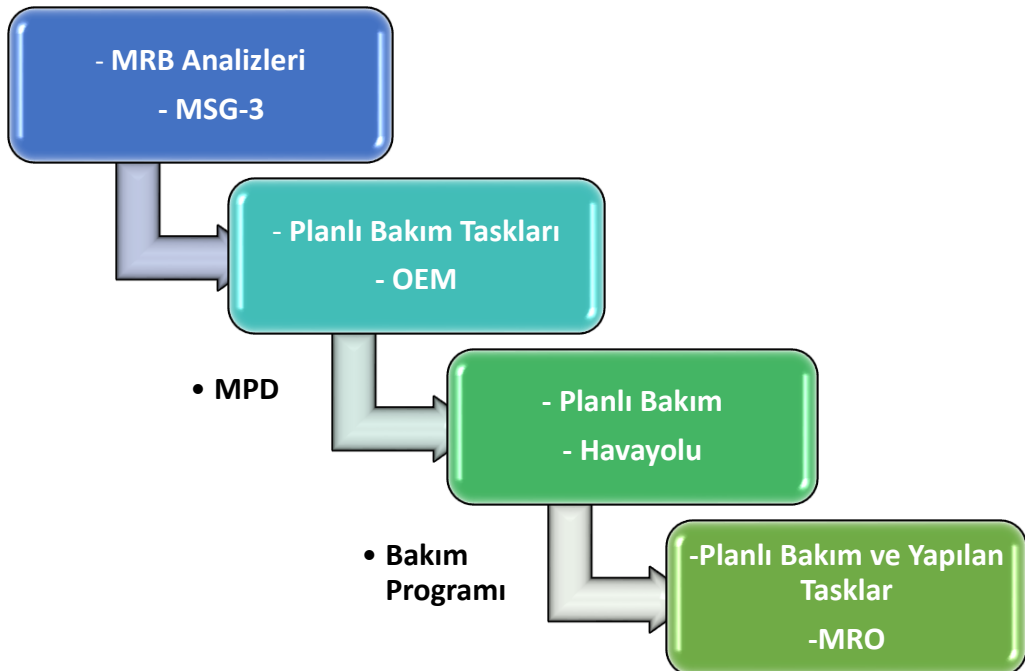 - MRB Analizleri
- MSG-3
- Planlı Bakım Taskları
- OEM
• MPD
- Planlı Bakım
- Havayolu
• Bakım
Programı
-Planlı Bakım ve Yapılan
Tasklar
-MRO